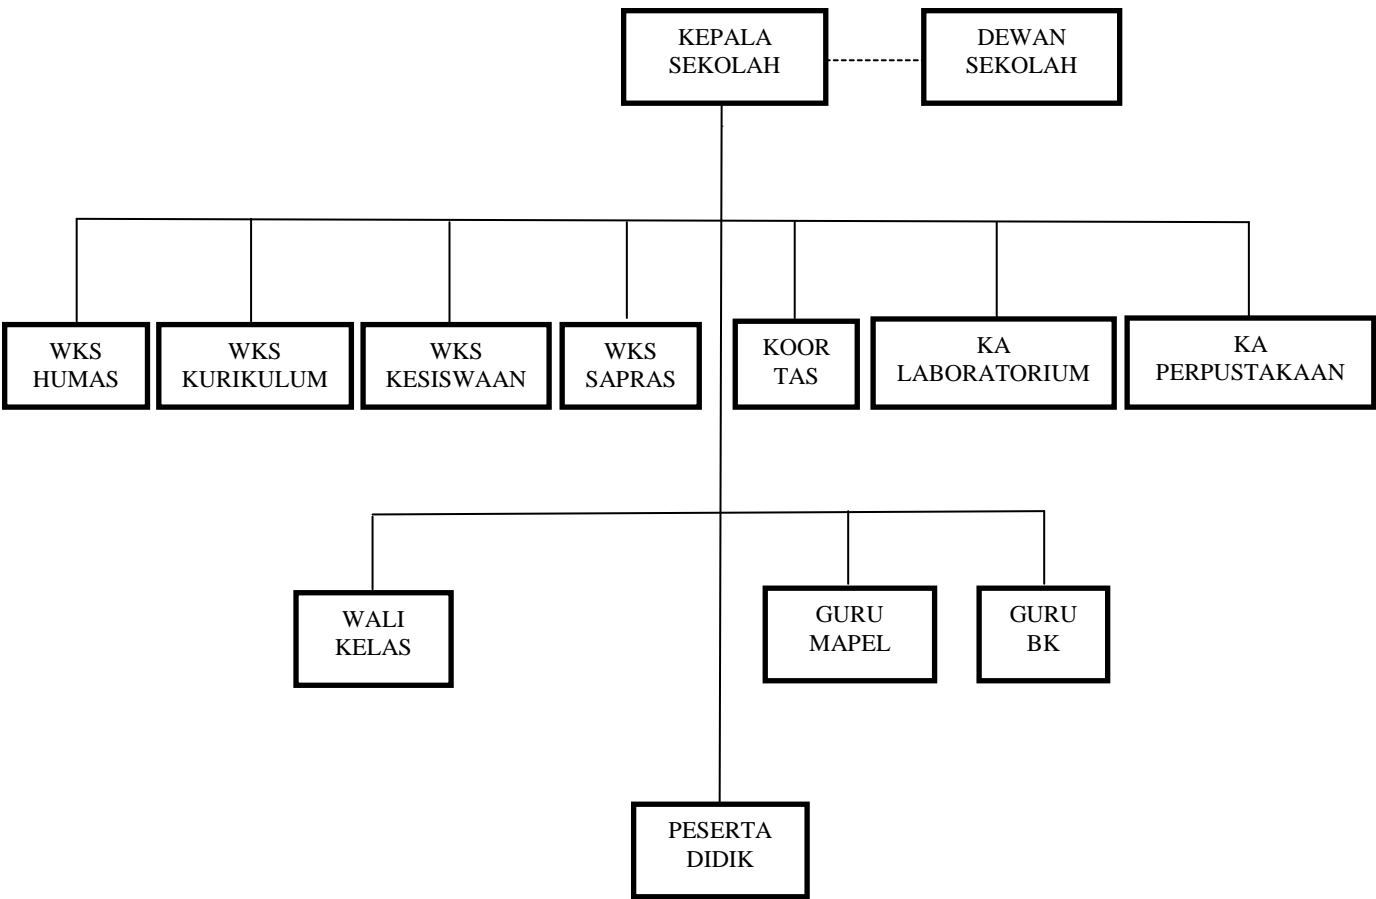 KEPALA
SEKOLAH
DEWAN
SEKOLAH
WKS
HUMAS
WKS
KURIKULUM
WKS
KESISWAAN
WKS
SAPRAS
KOOR
TAS
KA
LABORATORIUM
KA
PERPUSTAKAAN
WALI
KELAS
GURU
MAPEL
GURU
BK
PESERTA
DIDIK